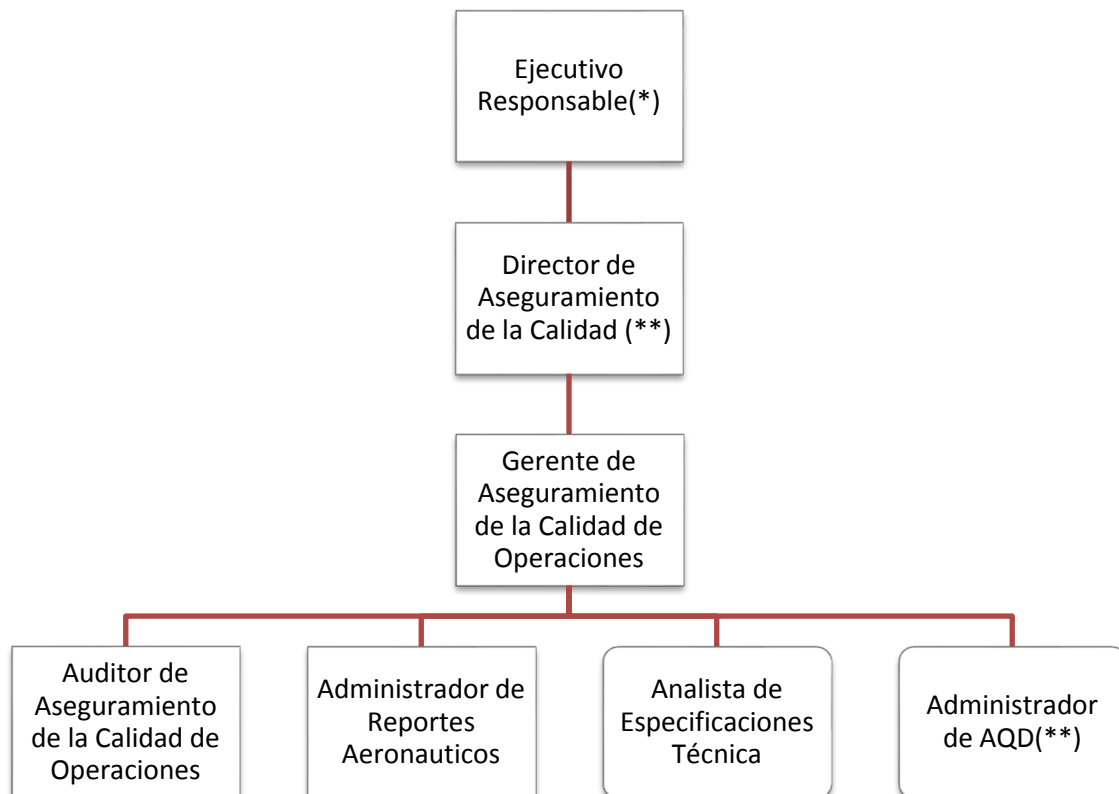 Ejecutivo
Responsable(*)
Director de
Aseguramiento
de la Calidad (**)
Gerente de
Aseguramiento
de la Calidad de
Operaciones
Auditor de
Aseguramiento
de la Calidad de
Operaciones
Administrador de
Reportes
Aeronauticos
Analista de
Especificaciones
Técnica
Administrador
de AQD(**)